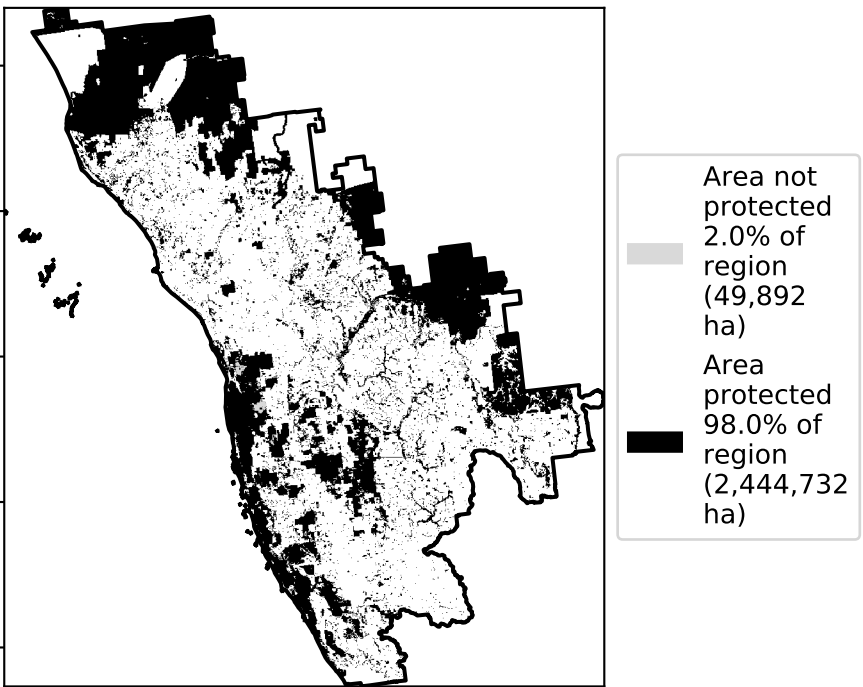 Area not
protected
2.0% of
region
(49,892
ha)
Area
protected
98.0% of
region
(2,444,732
ha)